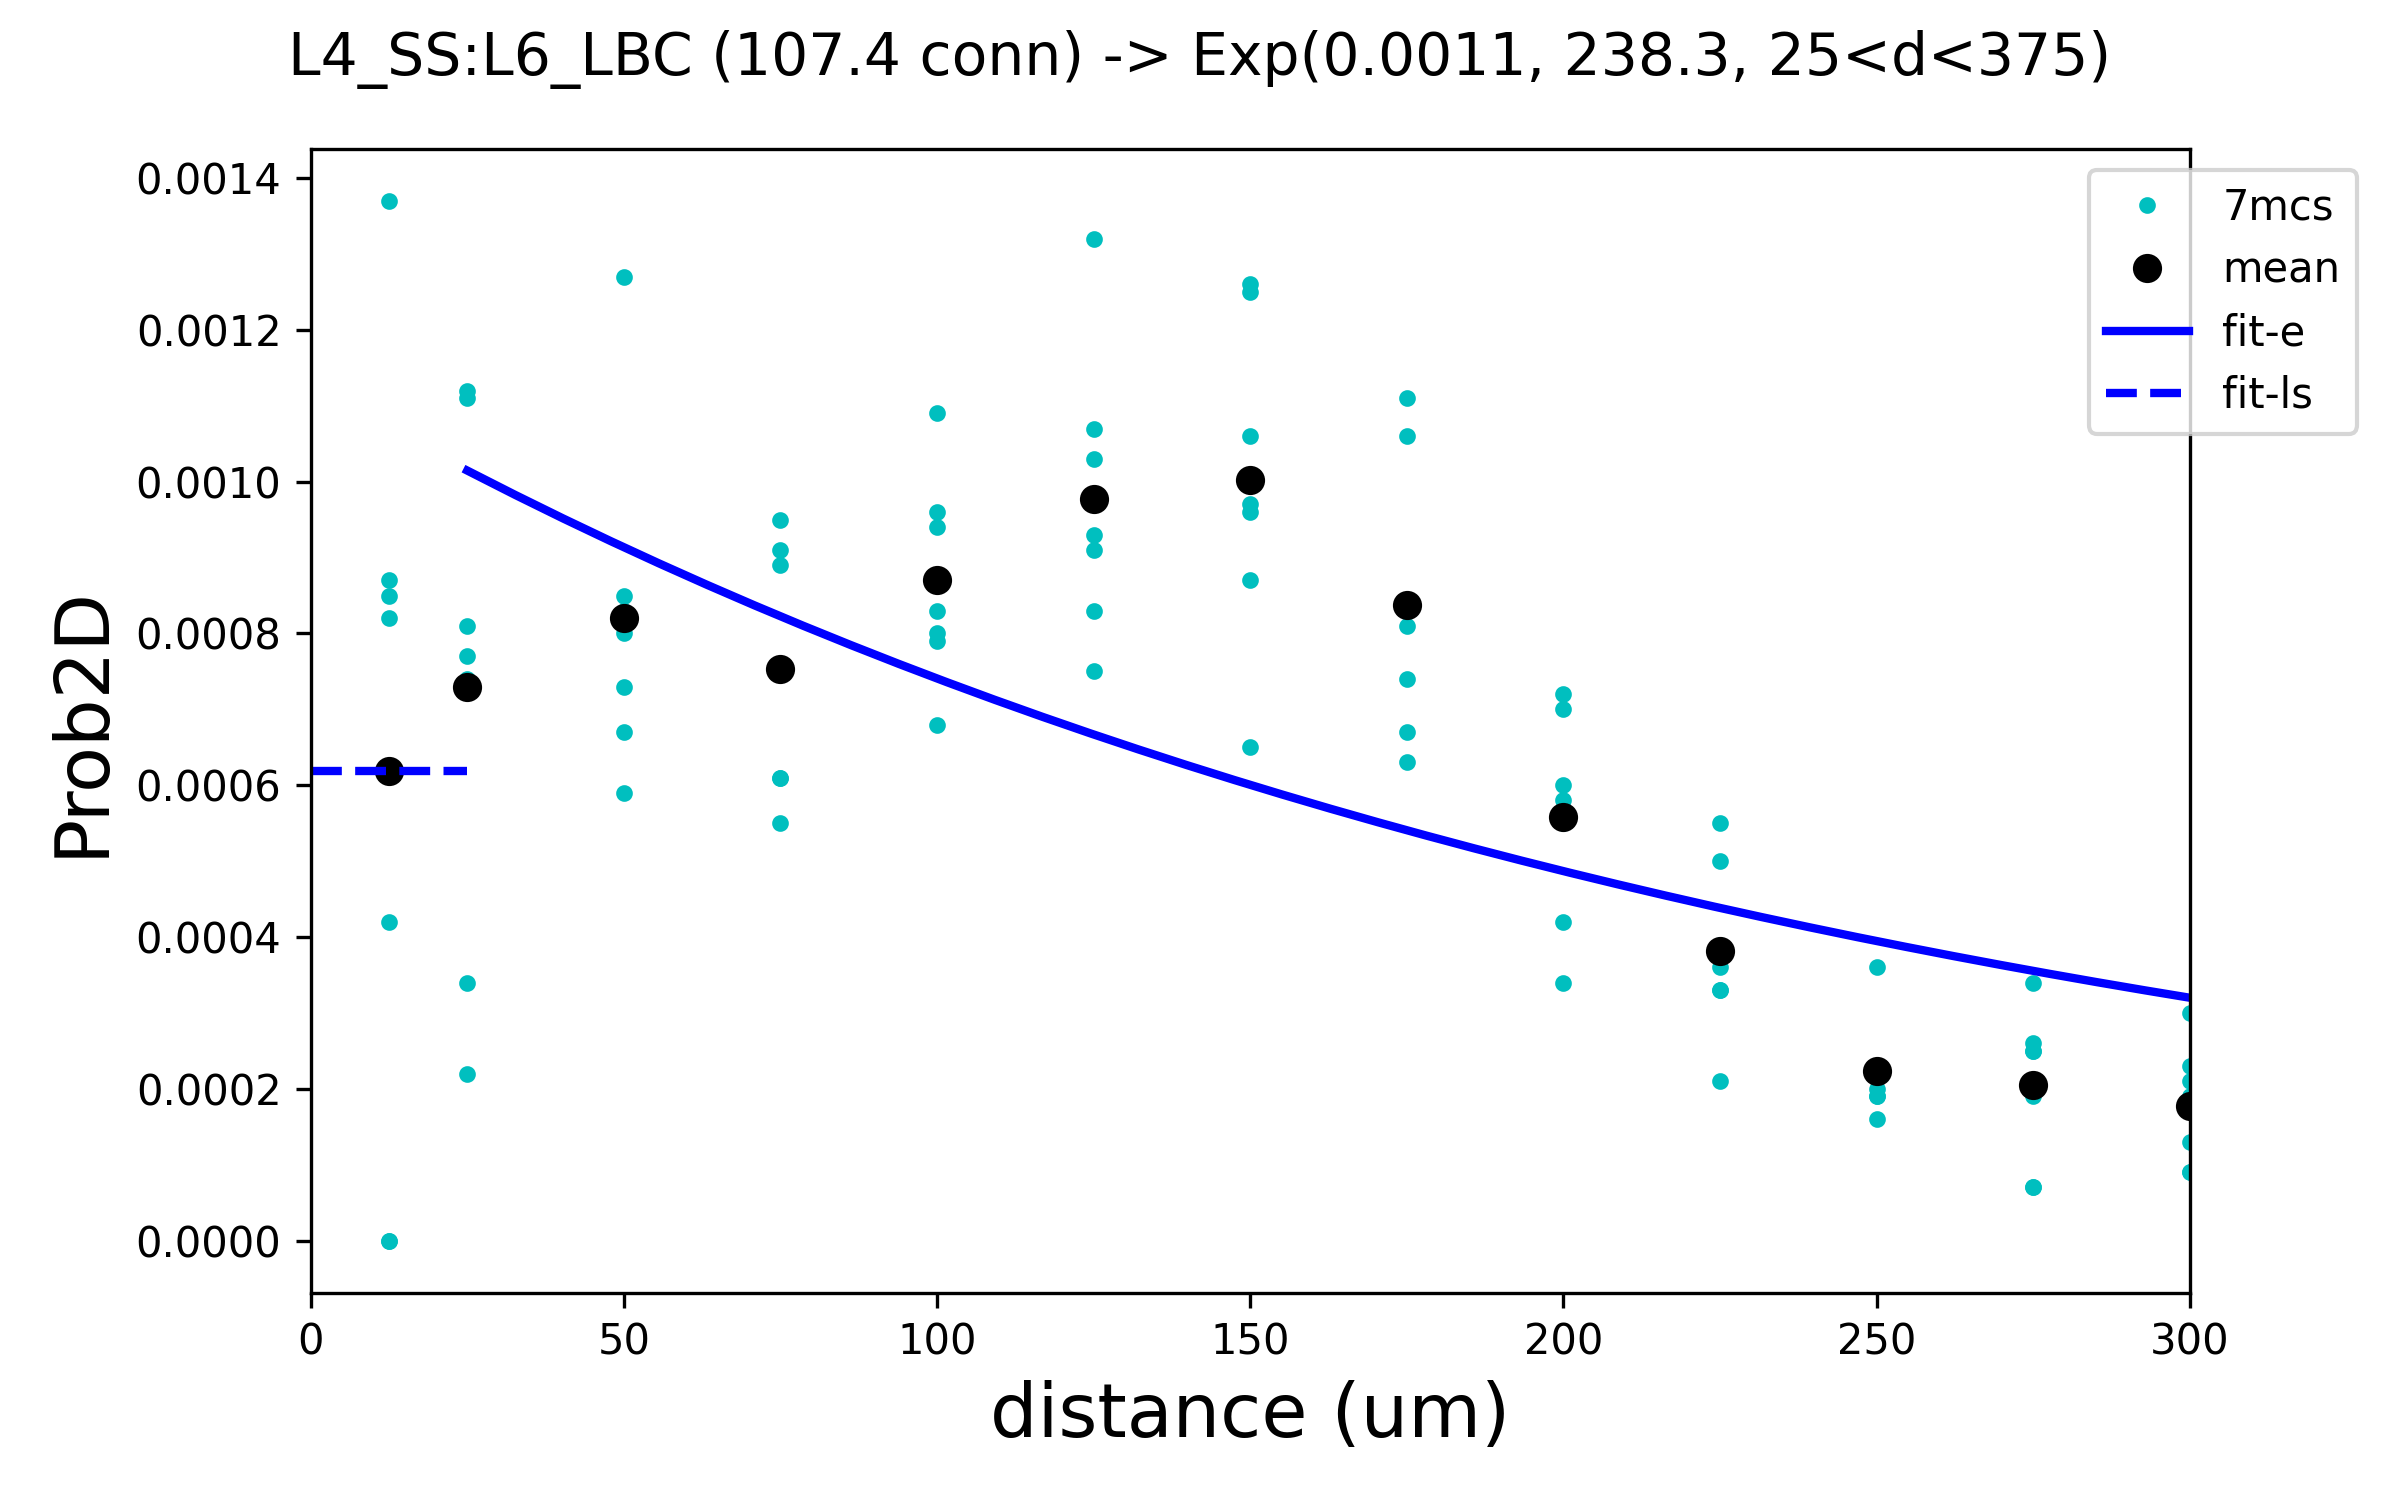 L4_SS:L6_LBC (107.4 conn) -> Exp(0.0011, 238.3, 25<d<375)
0.0014
0.0012
0.0010
0.0008
0.0006
0.0004
0.0002
0.0000
Prob2D
7mcs
mean
fit-e
fit-ls
0 50 100 150 200 250 300
distance (um)